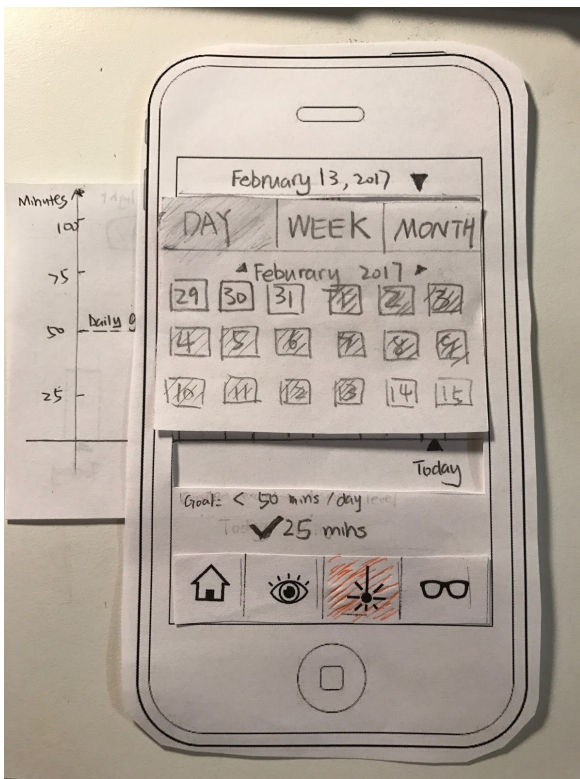 February 13, 2017 ▼
Minutes
100
75
50 Daily g
25
DAY WEEK MONTH
◂ Feburary 2017 ▸
29 30 31 1 2 3
4 5 6 7 8 9
10 11 12 13 14 15
Today
Goal: < 50 mins / day
✓25 mins